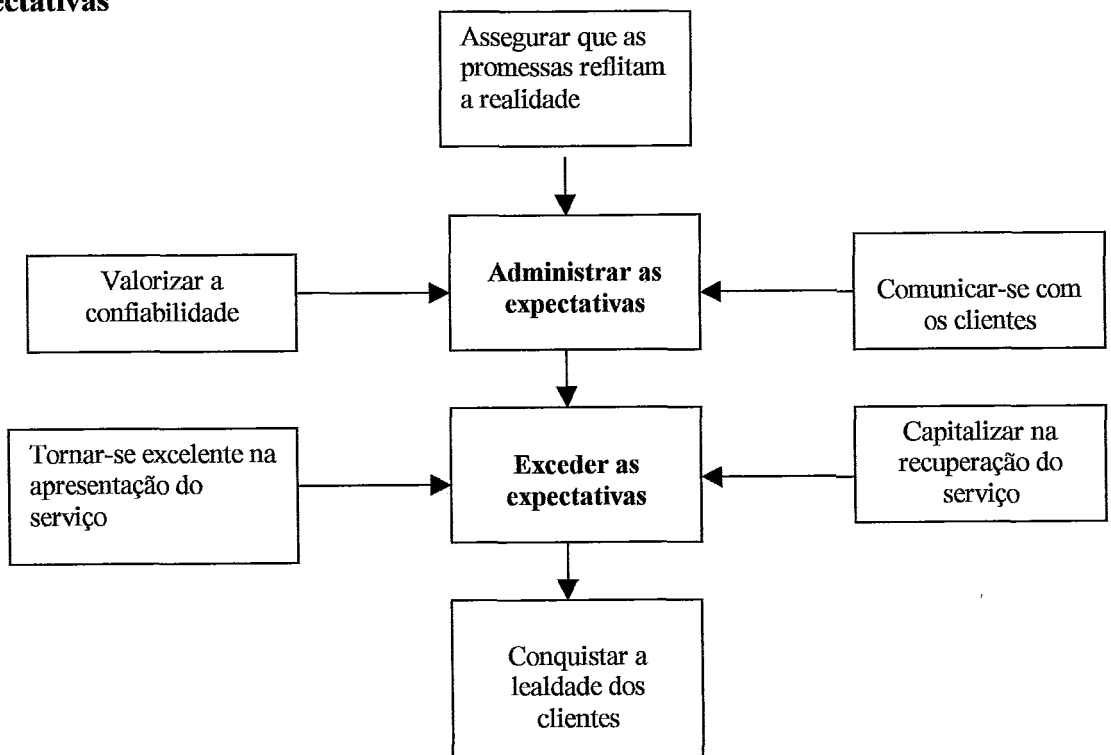 Assegurar que as
promessas reflitam
a realidade
Valorizar a
confiabilidade
Administrar as
expectativas
Comunicar-se com
os clientes
Tornar-se excelente na
apresentação do
serviço
Exceder as
expectativas
Capitalizar na
recuperação do
serviço
Conquistar a
lealdade dos
clientes